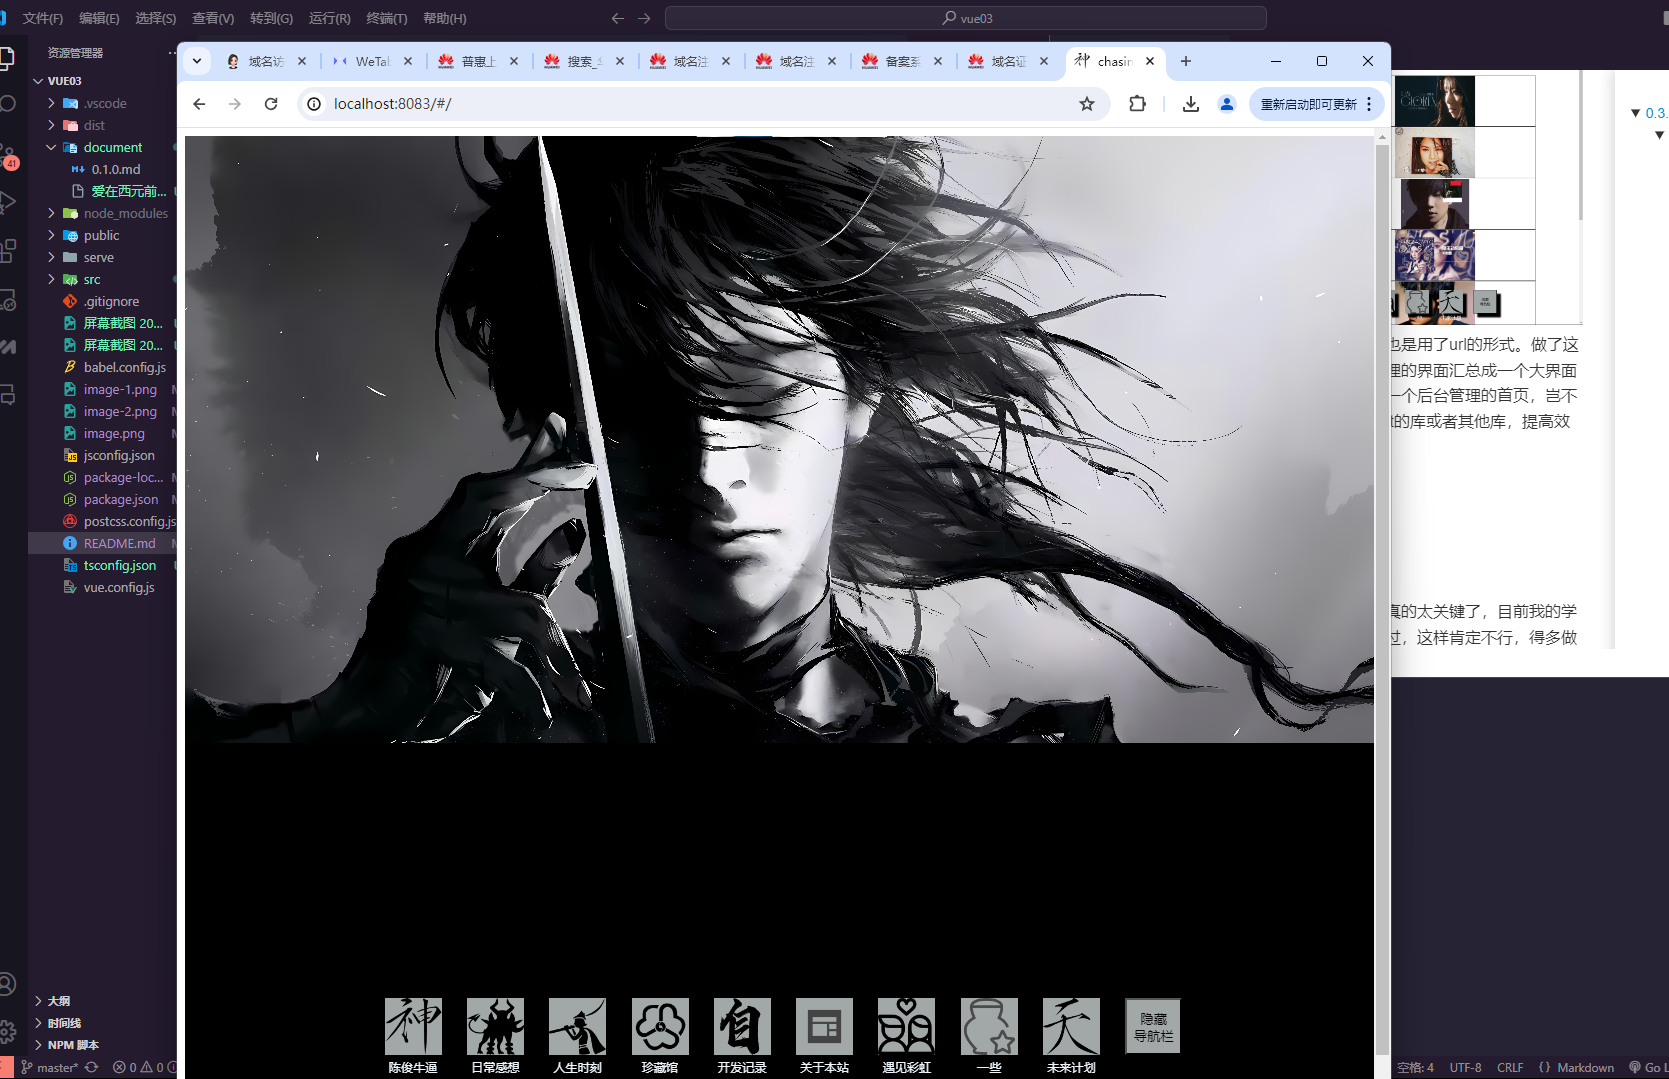 文件(F) 编辑(E) 选择(S) 查看(V) 转到(G) 运行(R) 终端(T) 帮助(H)
vue03
资源管理器
域名访 WeTab 普惠上 搜索_华 域名注 域名注 备案系 域名证 chasin
localhost:8083/#/
重新启动即可更新
VUE03
.vscode
dist
document
0.1.0.md
爱在西元前...
node_modules
public
serve
src
.gitignore
屏幕截图 20...
屏幕截图 20...
babel.config.js
image-1.png
image-2.png
image.png
jsconfig.json
package-loc...
package.json
postcss.config.js
README.md
tsconfig.json
vue.config.js
41
0.3.
也是用了url的形式。做了这
理的界面汇总成一个大界面
一个后台管理的首页，岂不
的库或者其他库，提高效
真的太关键了，目前我的学
过，这样肯定不行，得多做
神 自 天
隐藏
导航栏
陈俊牛逼 日常感想 人生时刻 珍藏馆 开发记录 关于本站 遇见彩虹 一些 未来计划
大纲
时间线
NPM 脚本
master* 0 0
空格: 4 UTF-8 CRLF {} Markdown Go L